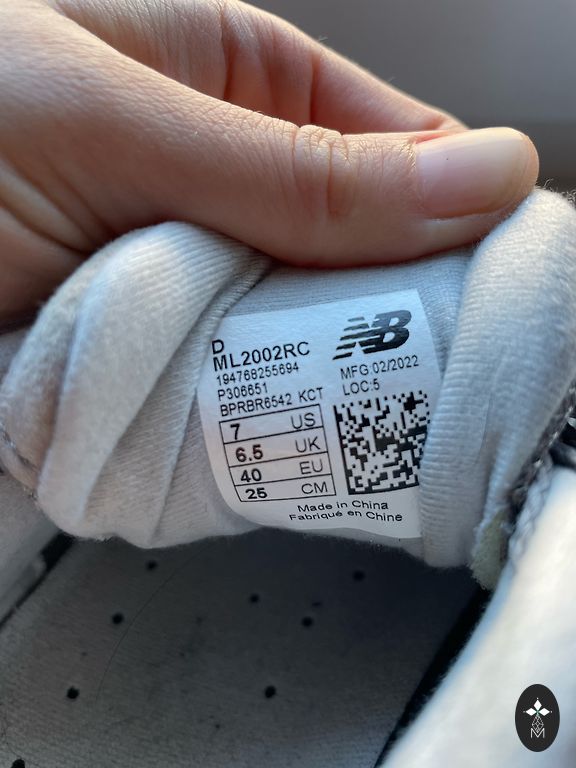 D
ML2002RC
194768255694
P306651
BPRBR6542 KCT
NB
MFG 02/2022
LOC:5
7 US
6.5 UK
40 EU
25 CM
Made in China
Fabriqué en Chine
M